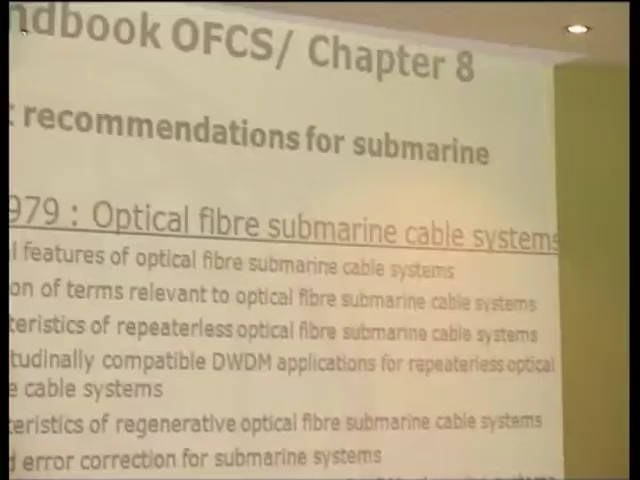 ndbook OFCS/ Chapter 8
recommendations for submarine
979 : Optical fibre submarine cable systems
l features of optical fibre submarine cable systems
on of terms relevant to optical fibre submarine cable systems
teristics of repeaterless optical fibre submarine cable systems
tudinally compatible DWDM applications for repeaterless optical
e cable systems
teristics of regenerative optical fibre submarine cable systems
d error correction for submarine systems